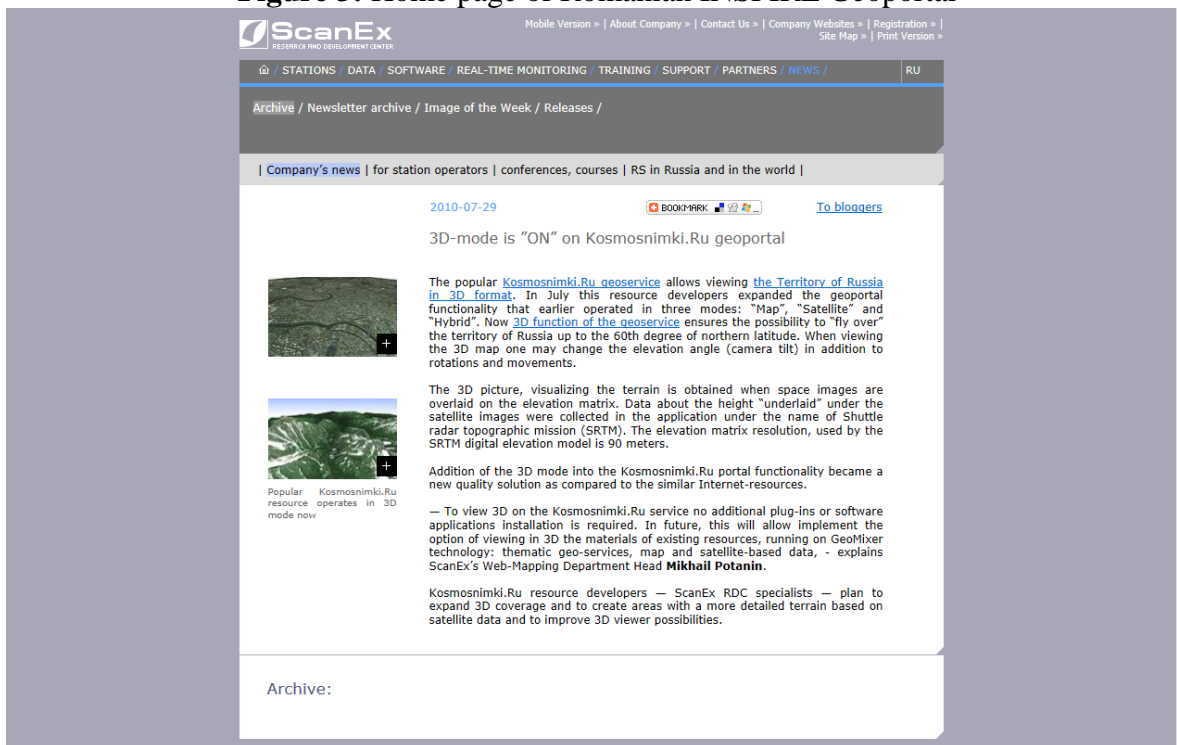 Figure 3. Home page of Romanian INSPIRE Geoportal
ScanEx
RESEARCH AND DEVELOPMENT CENTER
Mobile Version » | About Company » | Contact Us » | Company Websites » | Registration » |
Site Map » | Print Version »
/ STATIONS / DATA / SOFTWARE / REAL-TIME MONITORING / TRAINING / SUPPORT / PARTNERS / NEWS /
RU
Archive / Newsletter archive / Image of the Week / Releases /
| Company's news | for station operators | conferences, courses | RS in Russia and in the world |
2010-07-29
BOOKMARK
To bloggers
3D-mode is "ON" on Kosmosnimki.Ru geoportal
The popular Kosmosnimki.Ru geoservice allows viewing the Territory of Russia
in 3D format. In July this resource developers expanded the geoportal
functionality that earlier operated in three modes: "Map", "Satellite" and
"Hybrid". Now 3D function of the geoservice ensures the possibility to "fly over"
the territory of Russia up to the 60th degree of northern latitude. When viewing
the 3D map one may change the elevation angle (camera tilt) in addition to
rotations and movements.
The 3D picture, visualizing the terrain is obtained when space images are
overlaid on the elevation matrix. Data about the height "underlaid" under the
satellite images were collected in the application under the name of Shuttle
radar topographic mission (SRTM). The elevation matrix resolution, used by the
SRTM digital elevation model is 90 meters.
Addition of the 3D mode into the Kosmosnimki.Ru portal functionality became a
new quality solution as compared to the similar Internet-resources.
— To view 3D on the Kosmosnimki.Ru service no additional plug-ins or software
applications installation is required. In future, this will allow implement the
option of viewing in 3D the materials of existing resources, running on GeoMixer
technology: thematic geo-services, map and satellite-based data, - explains
ScanEx's Web-Mapping Department Head Mikhail Potanin.
Kosmosnimki.Ru resource developers — ScanEx RDC specialists — plan to
expand 3D coverage and to create areas with a more detailed terrain based on
satellite data and to improve 3D viewer possibilities.
Popular Kosmosnimki.Ru
resource operates in 3D
mode now
Archive: